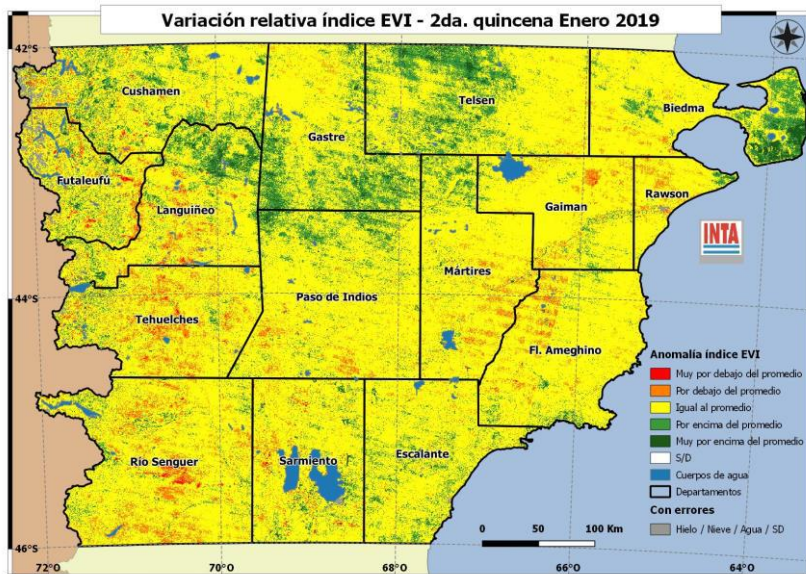 Variación relativa índice EVI - 2da. quincena Enero 2019
42°S
Cushamen
Telsen
Biedma
Gastre
Futaleufú
Languiñeo
Gaiman
Rawson
INTA
Mártires
44°S
Paso de Indios
Tehuelches
Fl. Ameghino
Anomalía índice EVI
Muy por debajo del promedio
Por debajo del promedio
Igual al promedio
Por encima del promedio
Muy por encima del promedio
S/D
Cuerpos de agua
Departamentos
Con errores
Hielo / Nieve / Agua / SD
Río Senguer
Sarmiento
Escalante
0 50 100 Km
46°S
72°O 70°O 68°O 66°O 64°O